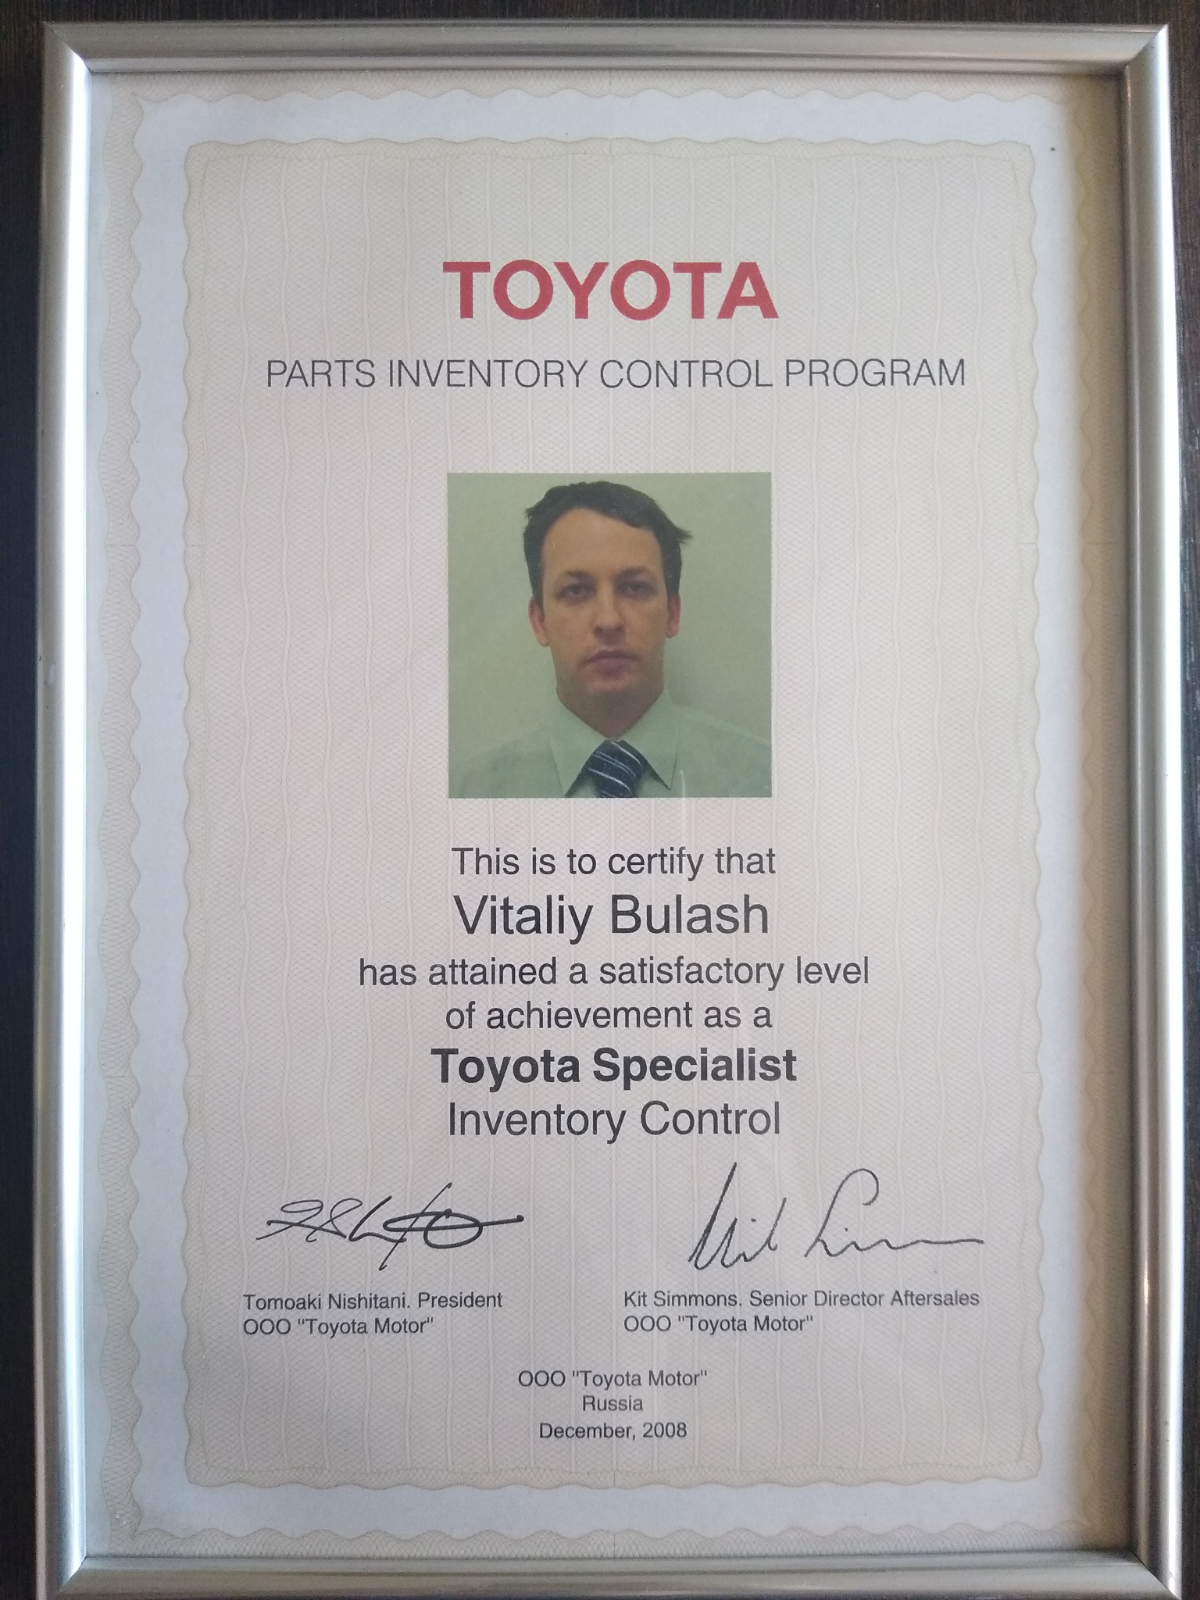 TOYOTA
PARTS INVENTORY CONTROL PROGRAM
This is to certify that
Vitaliy Bulash
has attained a satisfactory level
of achievement as a
Toyota Specialist
Inventory Control
Tomoaki Nishitani. President
OOO "Toyota Motor"
Kit Simmons. Senior Director Aftersales
OOO "Toyota Motor"
OOO "Toyota Motor"
Russia
December, 2008